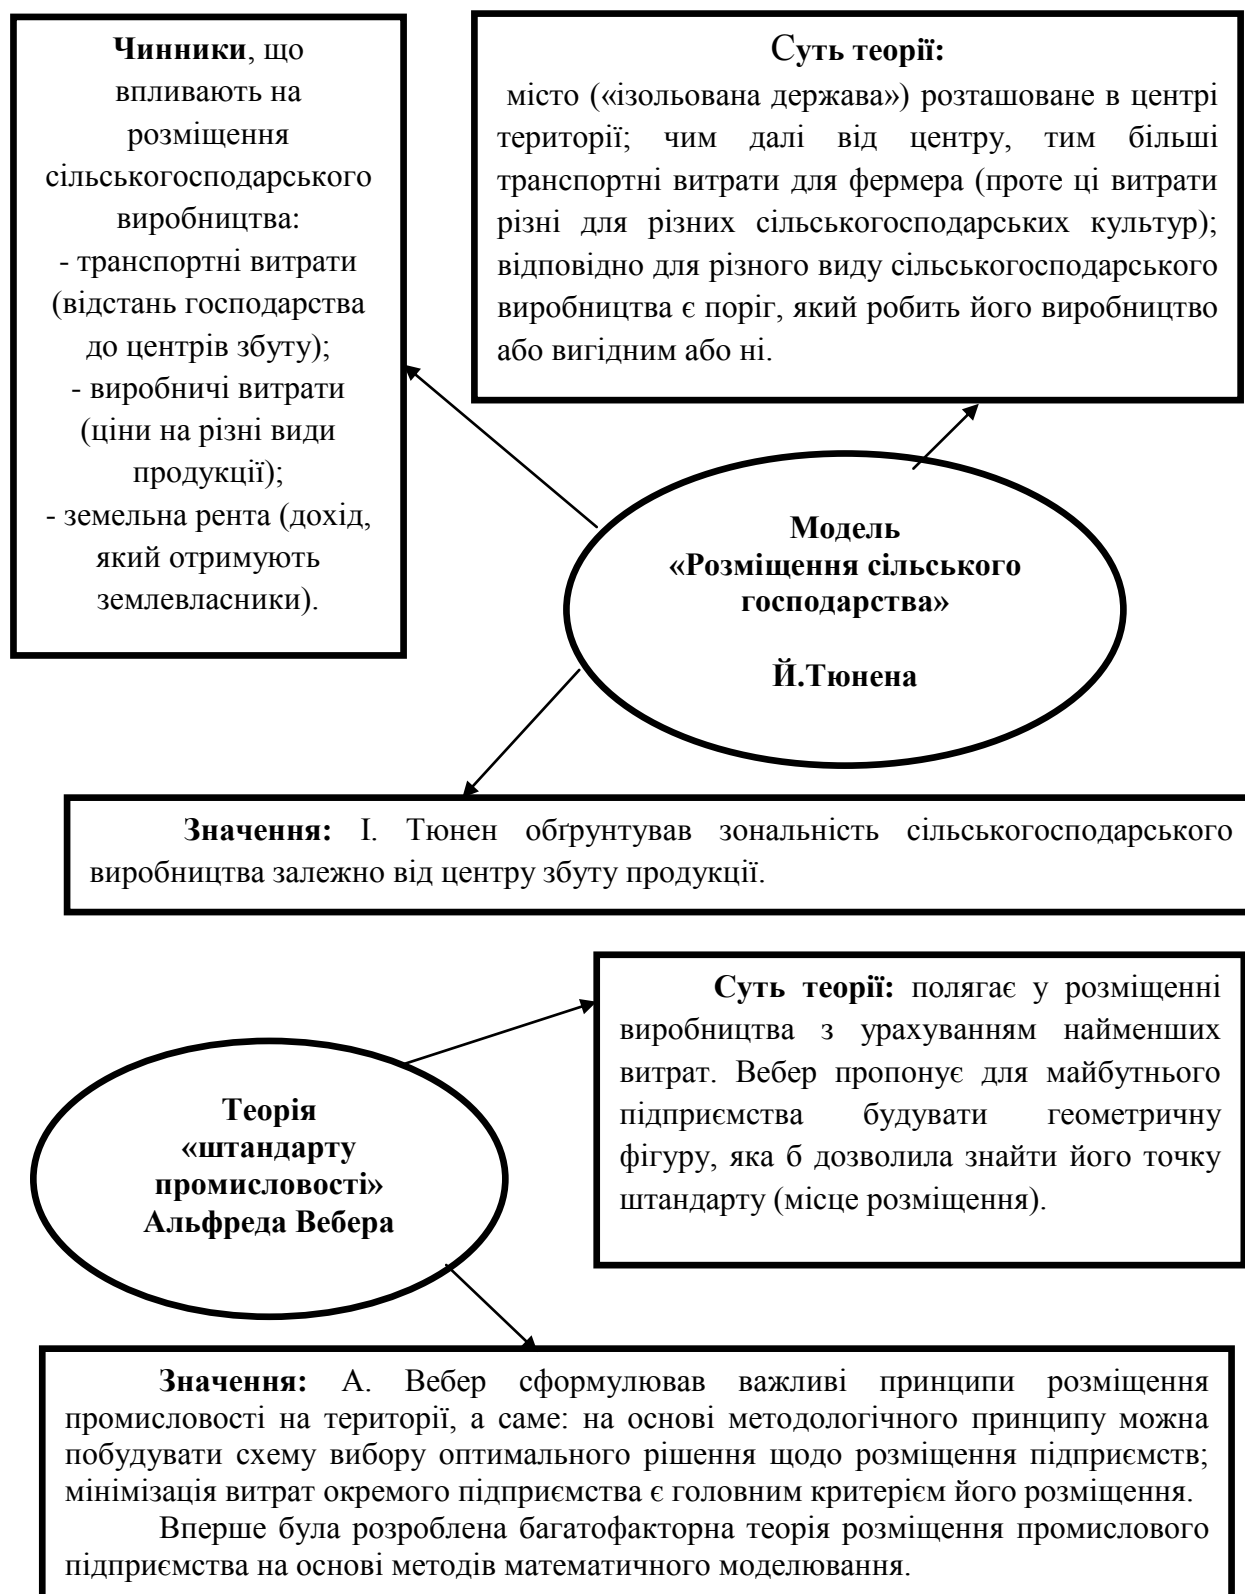 Чинники, що
впливають на
розміщення
сільськогосподарського
виробництва:
- транспортні витрати
(відстань господарства
до центрів збуту);
- виробничі витрати
(ціни на різні види
продукції);
- земельна рента (дохід,
який отримують
землевласники).
Суть теорії:
місто («ізольована держава») розташоване в центрі
території; чим далі від центру, тим більші
транспортні витрати для фермера (проте ці витрати
різні для різних сільськогосподарських культур);
відповідно для різного виду сільськогосподарського
виробництва є поріг, який робить його виробництво
або вигідним або ні.
Модель
«Розміщення сільського
господарства»
Й.Тюнена
Значення: І. Тюнен обґрунтував зональність сільськогосподарського
виробництва залежно від центру збуту продукції.
Суть теорії: полягає у розміщенні
виробництва з урахуванням найменших
витрат. Вебер пропонує для майбутнього
підприємства будувати геометричну
фігуру, яка б дозволила знайти його точку
штандарту (місце розміщення).
Теорія
«штандарту
промисловості»
Альфреда Вебера
Значення: А. Вебер сформулював важливі принципи розміщення
промисловості на території, а саме: на основі методологічного принципу можна
побудувати схему вибору оптимального рішення щодо розміщення підприємств;
мінімізація витрат окремого підприємства є головним критерієм його розміщення.
Вперше була розроблена багатофакторна теорія розміщення промислового
підприємства на основі методів математичного моделювання.